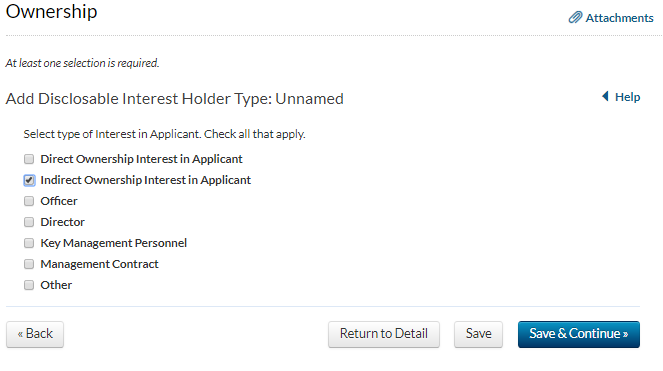 Ownership
Attachments
At least one selection is required.
Add Disclosable Interest Holder Type: Unnamed
Help
Select type of Interest in Applicant. Check all that apply.
Direct Ownership Interest in Applicant
Indirect Ownership Interest in Applicant
Officer
Director
Key Management Personnel
Management Contract
Other
« Back
Return to Detail
Save
Save & Continue »